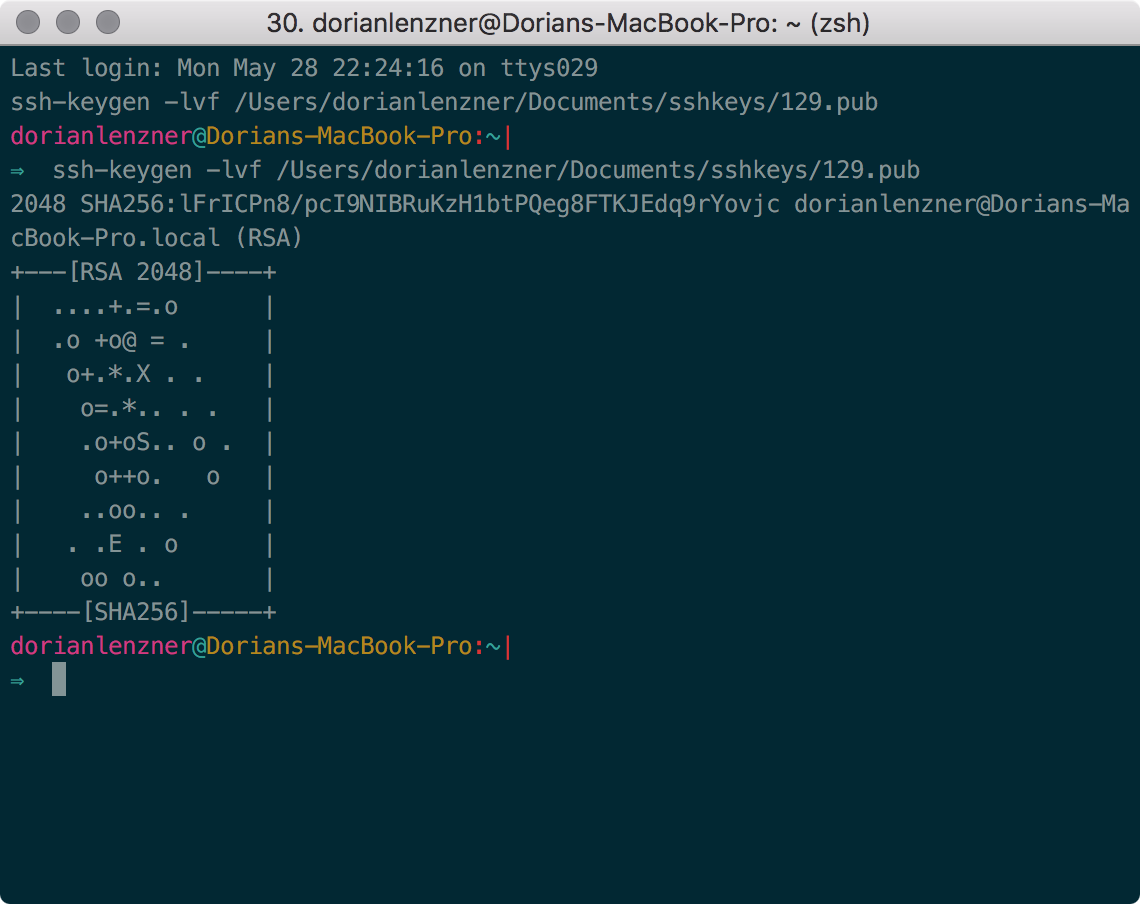 30. dorianlenzner@Dorians-MacBook-Pro: ~ (zsh)
Last login: Mon May 28 22:24:16 on ttys029
ssh-keygen -lvf /Users/dorianlenzner/Documents/sshkeys/129.pub
dorianlenzner@Dorians-MacBook-Pro:~|
⇒  ssh-keygen -lvf /Users/dorianlenzner/Documents/sshkeys/129.pub
2048 SHA256:lFrICPn8/pcI9NIBRuKzH1btPQeg8FTKJEdq9rYovjc dorianlenzner@Dorians-Ma
cBook-Pro.local (RSA)
+---[RSA 2048]----+
|  ....+.=.o      |
|  .o +o@ = .     |
|   o+.*.X . .    |
|    o=.*.. . .   |
|    .o+oS.. o .  |
|     o++o.   o   |
|    ..oo.. .     |
|   . .E . o      |
|    oo o..       |
+----[SHA256]-----+
dorianlenzner@Dorians-MacBook-Pro:~|
⇒